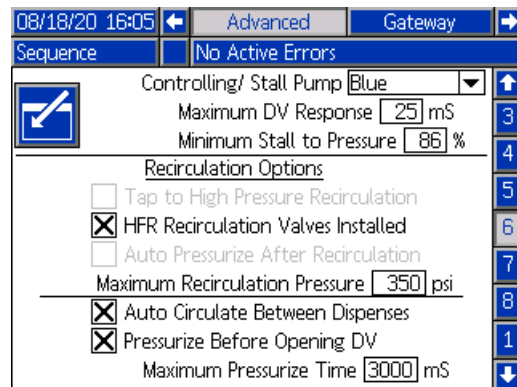 08/18/20 16:05 Advanced Gateway
Sequence No Active Errors
Controlling/ Stall Pump Blue
Maximum DV Response 25 mS
Minimum Stall to Pressure 86 %
Recirculation Options
Tap to High Pressure Recirculation
HFR Recirculation Valves Installed
Auto Pressurize After Recirculation
Maximum Recirculation Pressure 350 psi
Auto Circulate Between Dispenses
Pressurize Before Opening DV
Maximum Pressurize Time 3000 mS
3
4
5
6
7
8
1